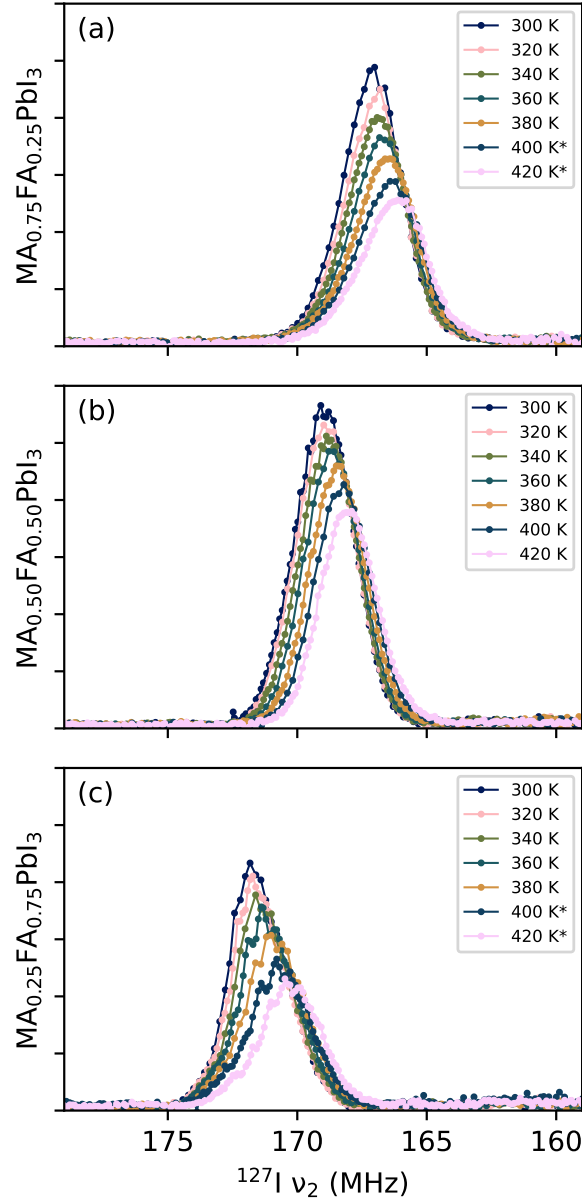 (a)
MA₀.₇₅FA₀.₂₅PbI₃
300 K
320 K
340 K
360 K
380 K
400 K*
420 K*
(b)
MA₀.₅₀FA₀.₅₀PbI₃
300 K
320 K
340 K
360 K
380 K
400 K
420 K
(c)
MA₀.₂₅FA₀.₇₅PbI₃
300 K
320 K
340 K
360 K
380 K
400 K*
420 K*
175 170 165 160
¹²⁷I ν₂ (MHz)